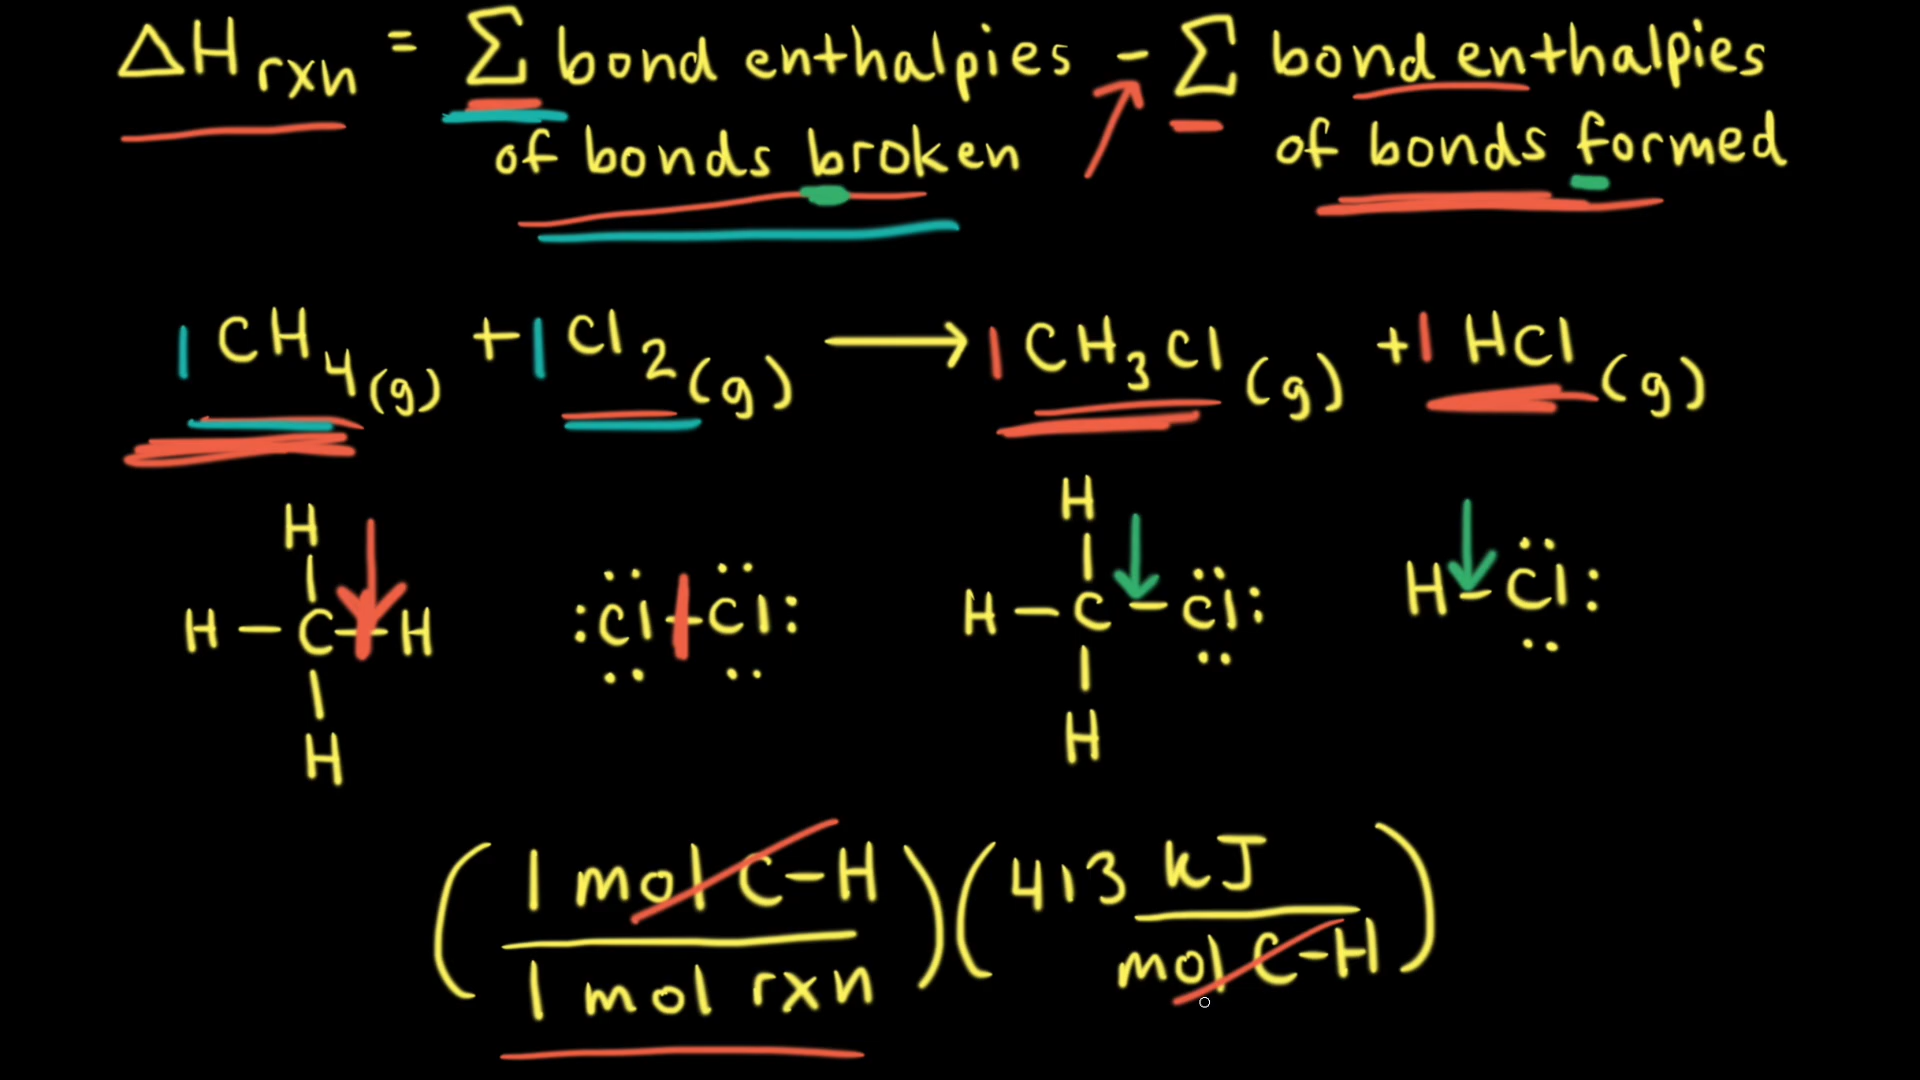 ΔH rxn = Σ bond enthalpies - Σ bond enthalpies
of bonds broken of bonds formed
1 CH4(g) + 1 Cl2(g) → 1 CH3Cl(g) + 1 HCl(g)
H H
H - C - H :Cl - Cl: H - C - Cl: H - Cl:
H H
(1 mol C-H / 1 mol rxn)(413 kJ / mol C-H)